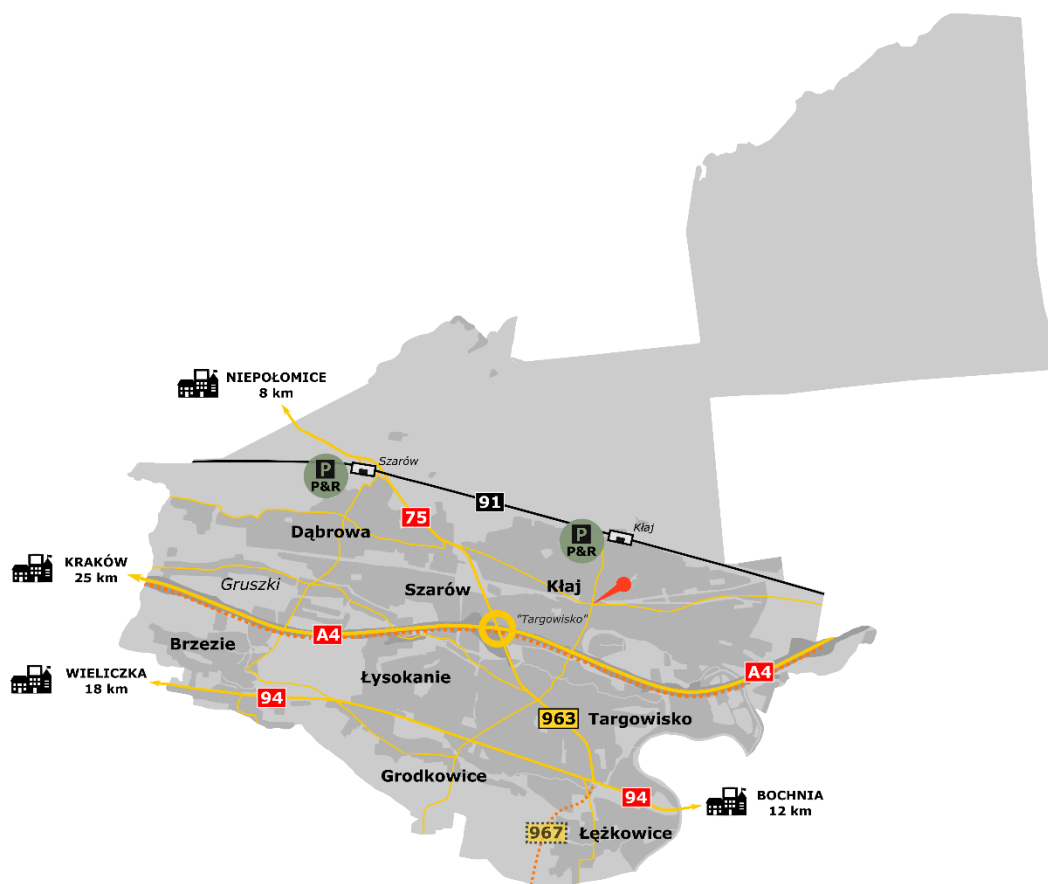 NIEPOŁOMICE
8 km
Szarów
P
P&R
91
75
Dąbrowa
Kłaj
P
P&R
KRAKÓW
25 km
Gruszki
Szarów
Kłaj
"Targowisko"
A4
Brzezie
WIELICZKA
18 km
Łysokanie
A4
94
963
Targowisko
Grodkowice
94
BOCHNIA
12 km
967
Łężkowice